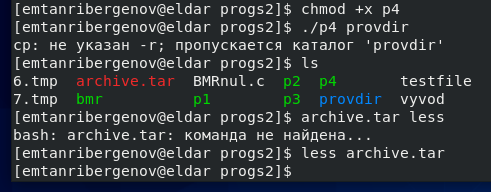 [emtanribergenov@eldar progs2]$ chmod +x p4
[emtanribergenov@eldar progs2]$ ./p4 provdir
cp: не указан -r; пропускается каталог 'provdir'
[emtanribergenov@eldar progs2]$ ls
6.tmp archive.tar BMRnul.c p2 p4 testfile
7.tmp bmr p1 p3 provdir vyvod
[emtanribergenov@eldar progs2]$ archive.tar less
bash: archive.tar: команда не найдена...
[emtanribergenov@eldar progs2]$ less archive.tar
[emtanribergenov@eldar progs2]$